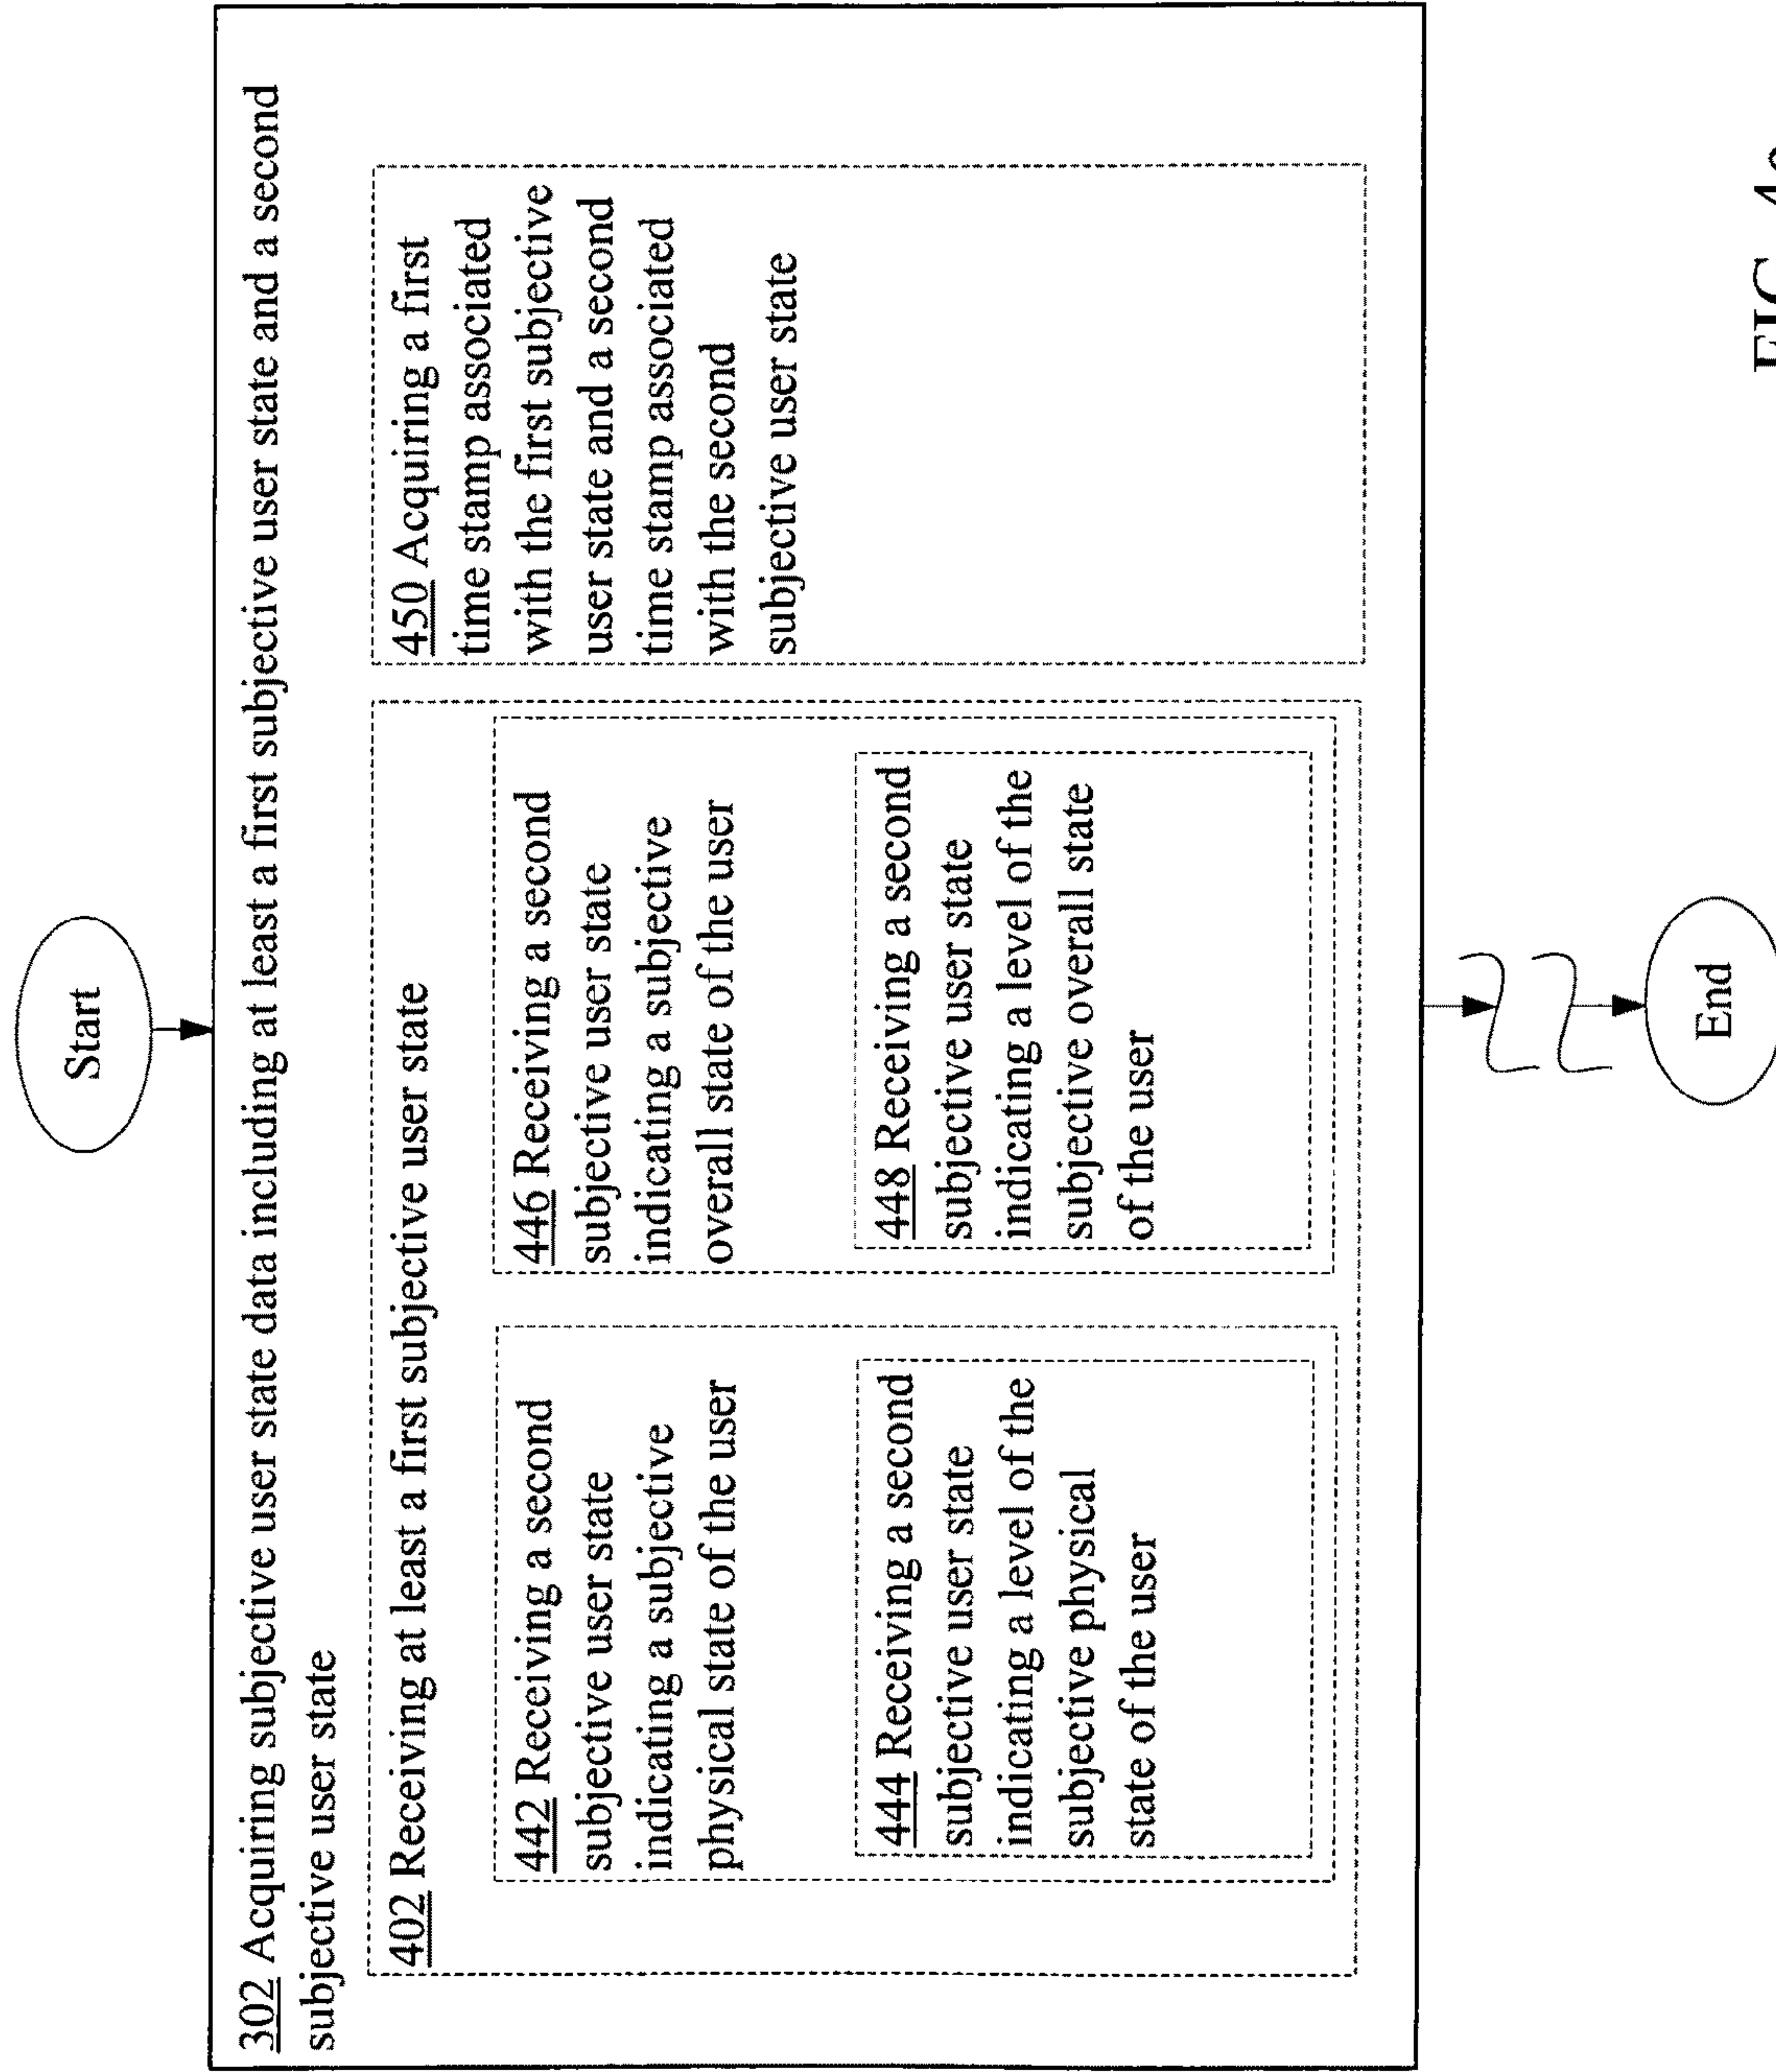 Start
302 Acquiring subjective user state data including at least a first subjective user state and a second
subjective user state
402 Receiving at least a first subjective user state
442 Receiving a second
subjective user state
indicating a subjective
physical state of the user
444 Receiving a second
subjective user state
indicating a level of the
subjective physical
state of the user
446 Receiving a second
subjective user state
indicating a subjective
overall state of the user
448 Receiving a second
subjective user state
indicating a level of the
subjective overall state
of the user
450 Acquiring a first
time stamp associated
with the first subjective
user state and a second
time stamp associated
with the second
subjective user state
End